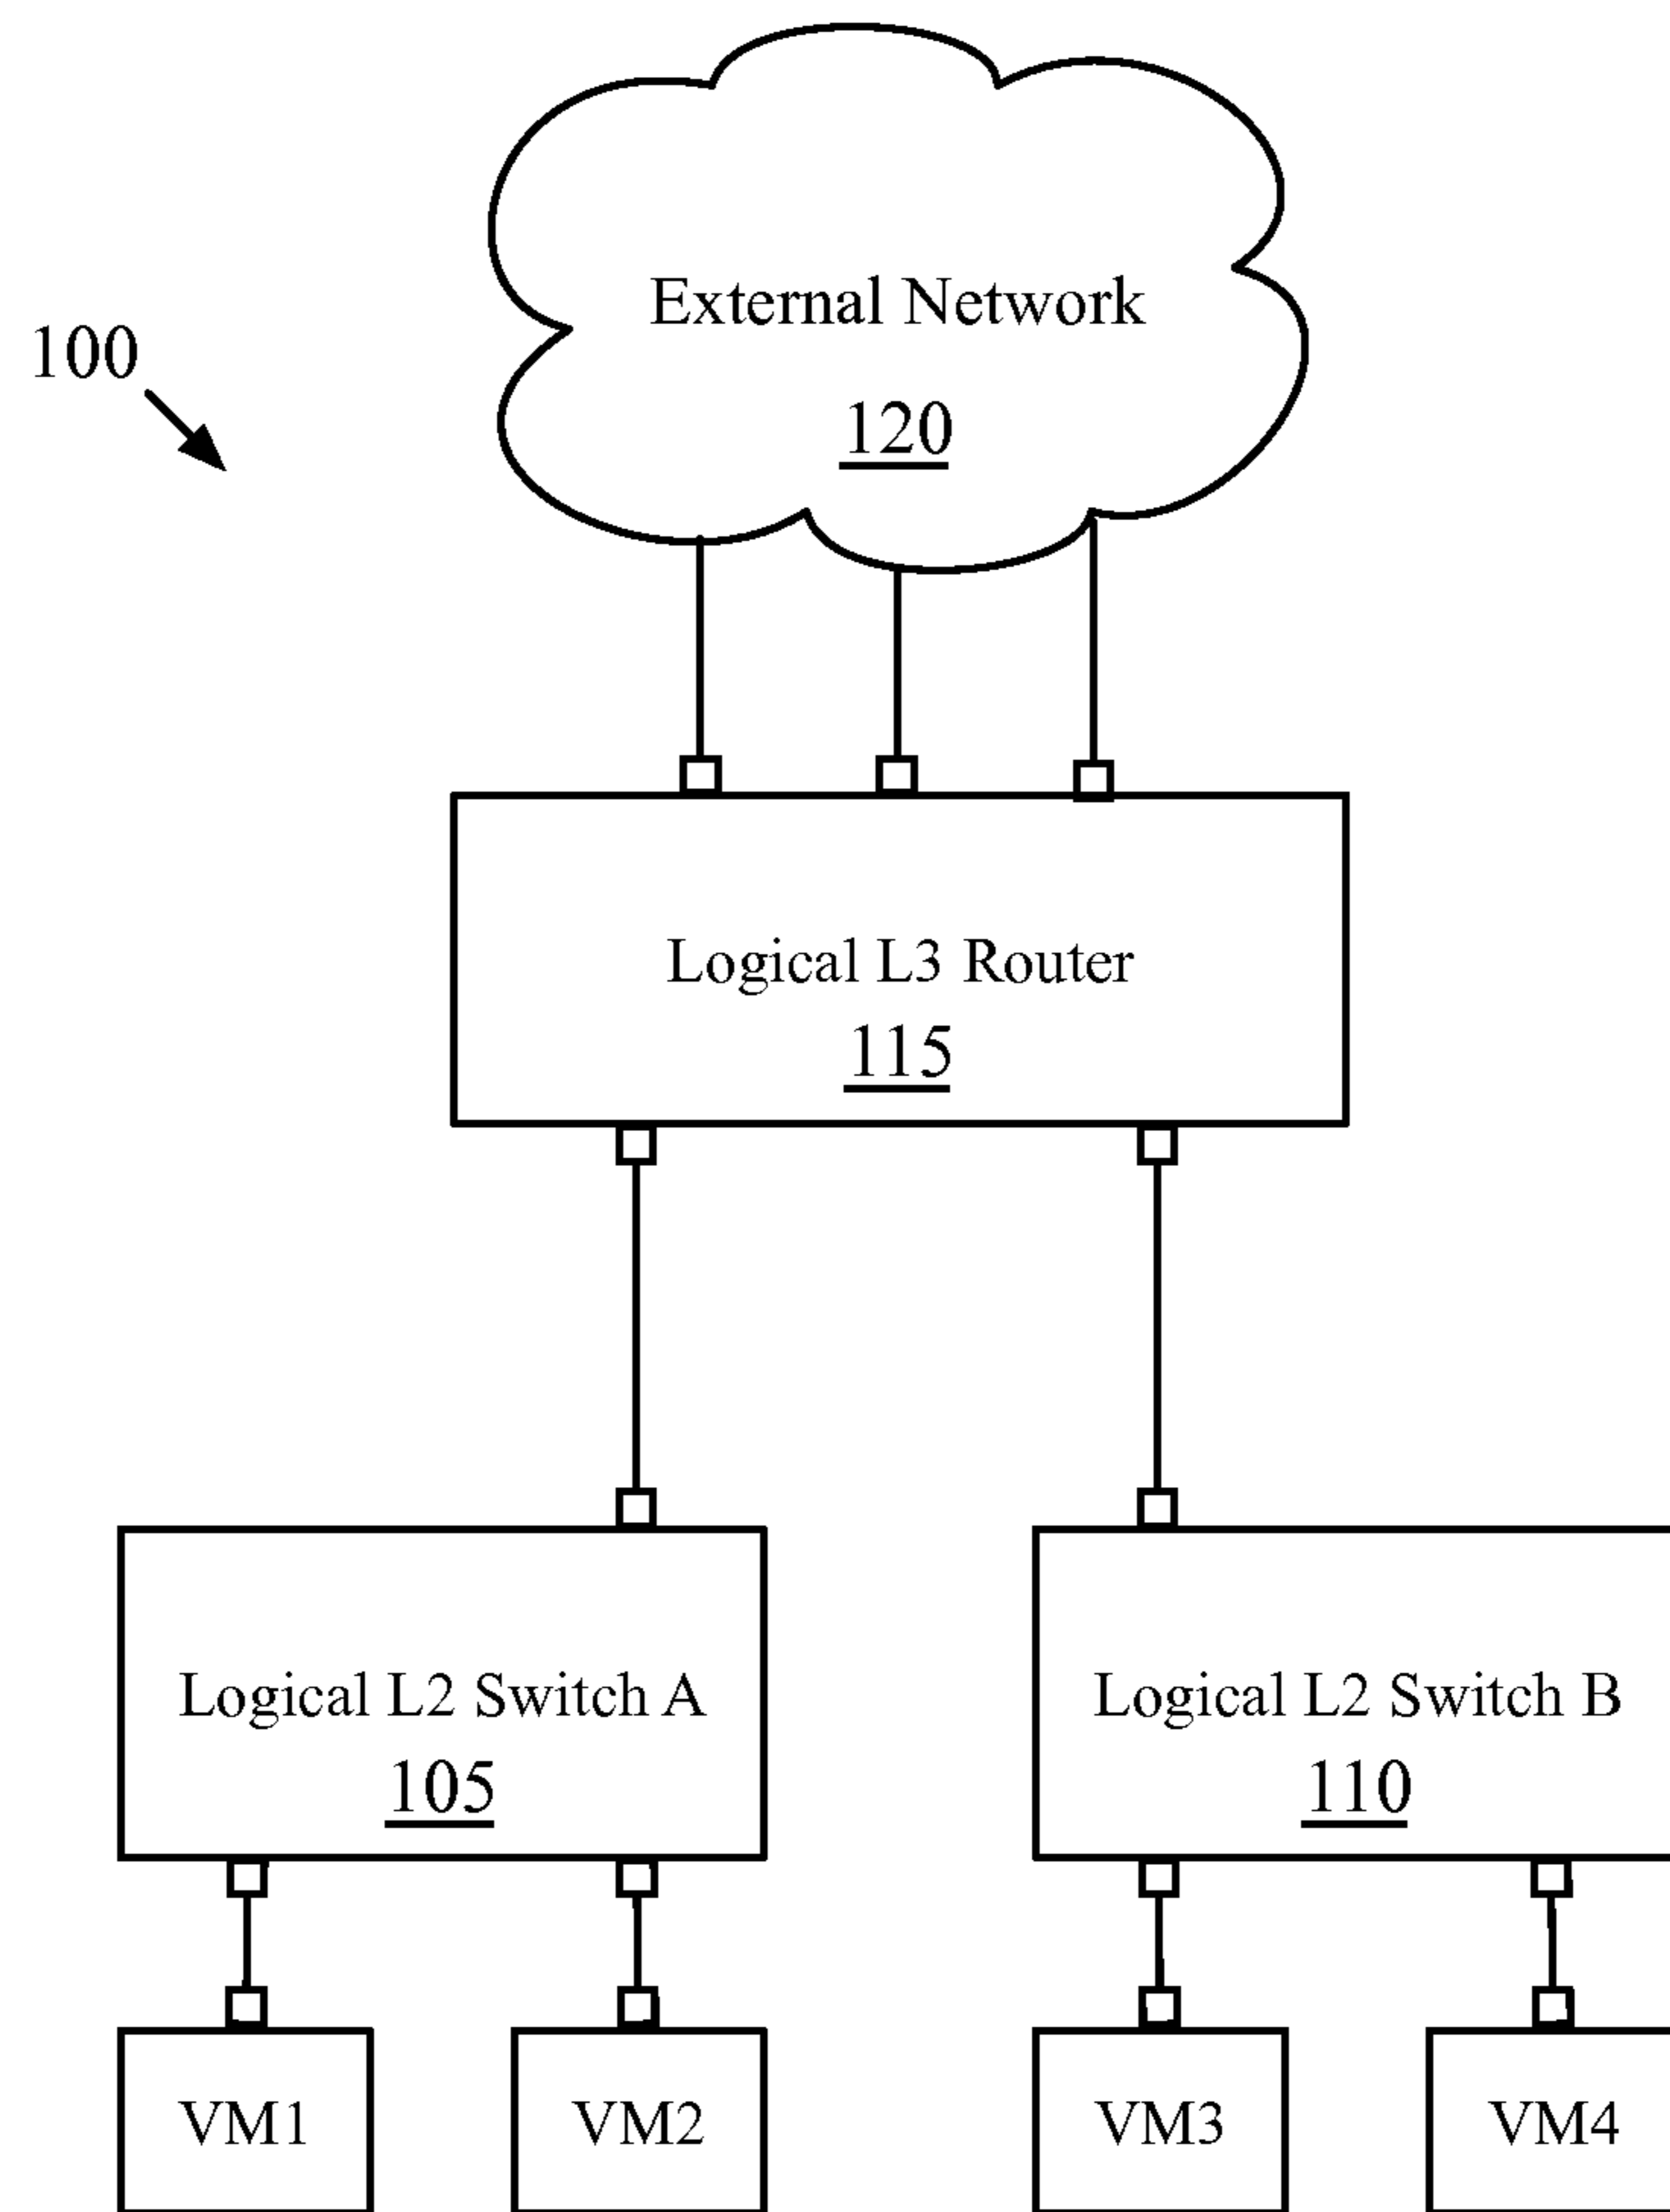 External Network
120
100
Logical L3 Router
115
Logical L2 Switch A
105
Logical L2 Switch B
110
VM1
VM2
VM3
VM4